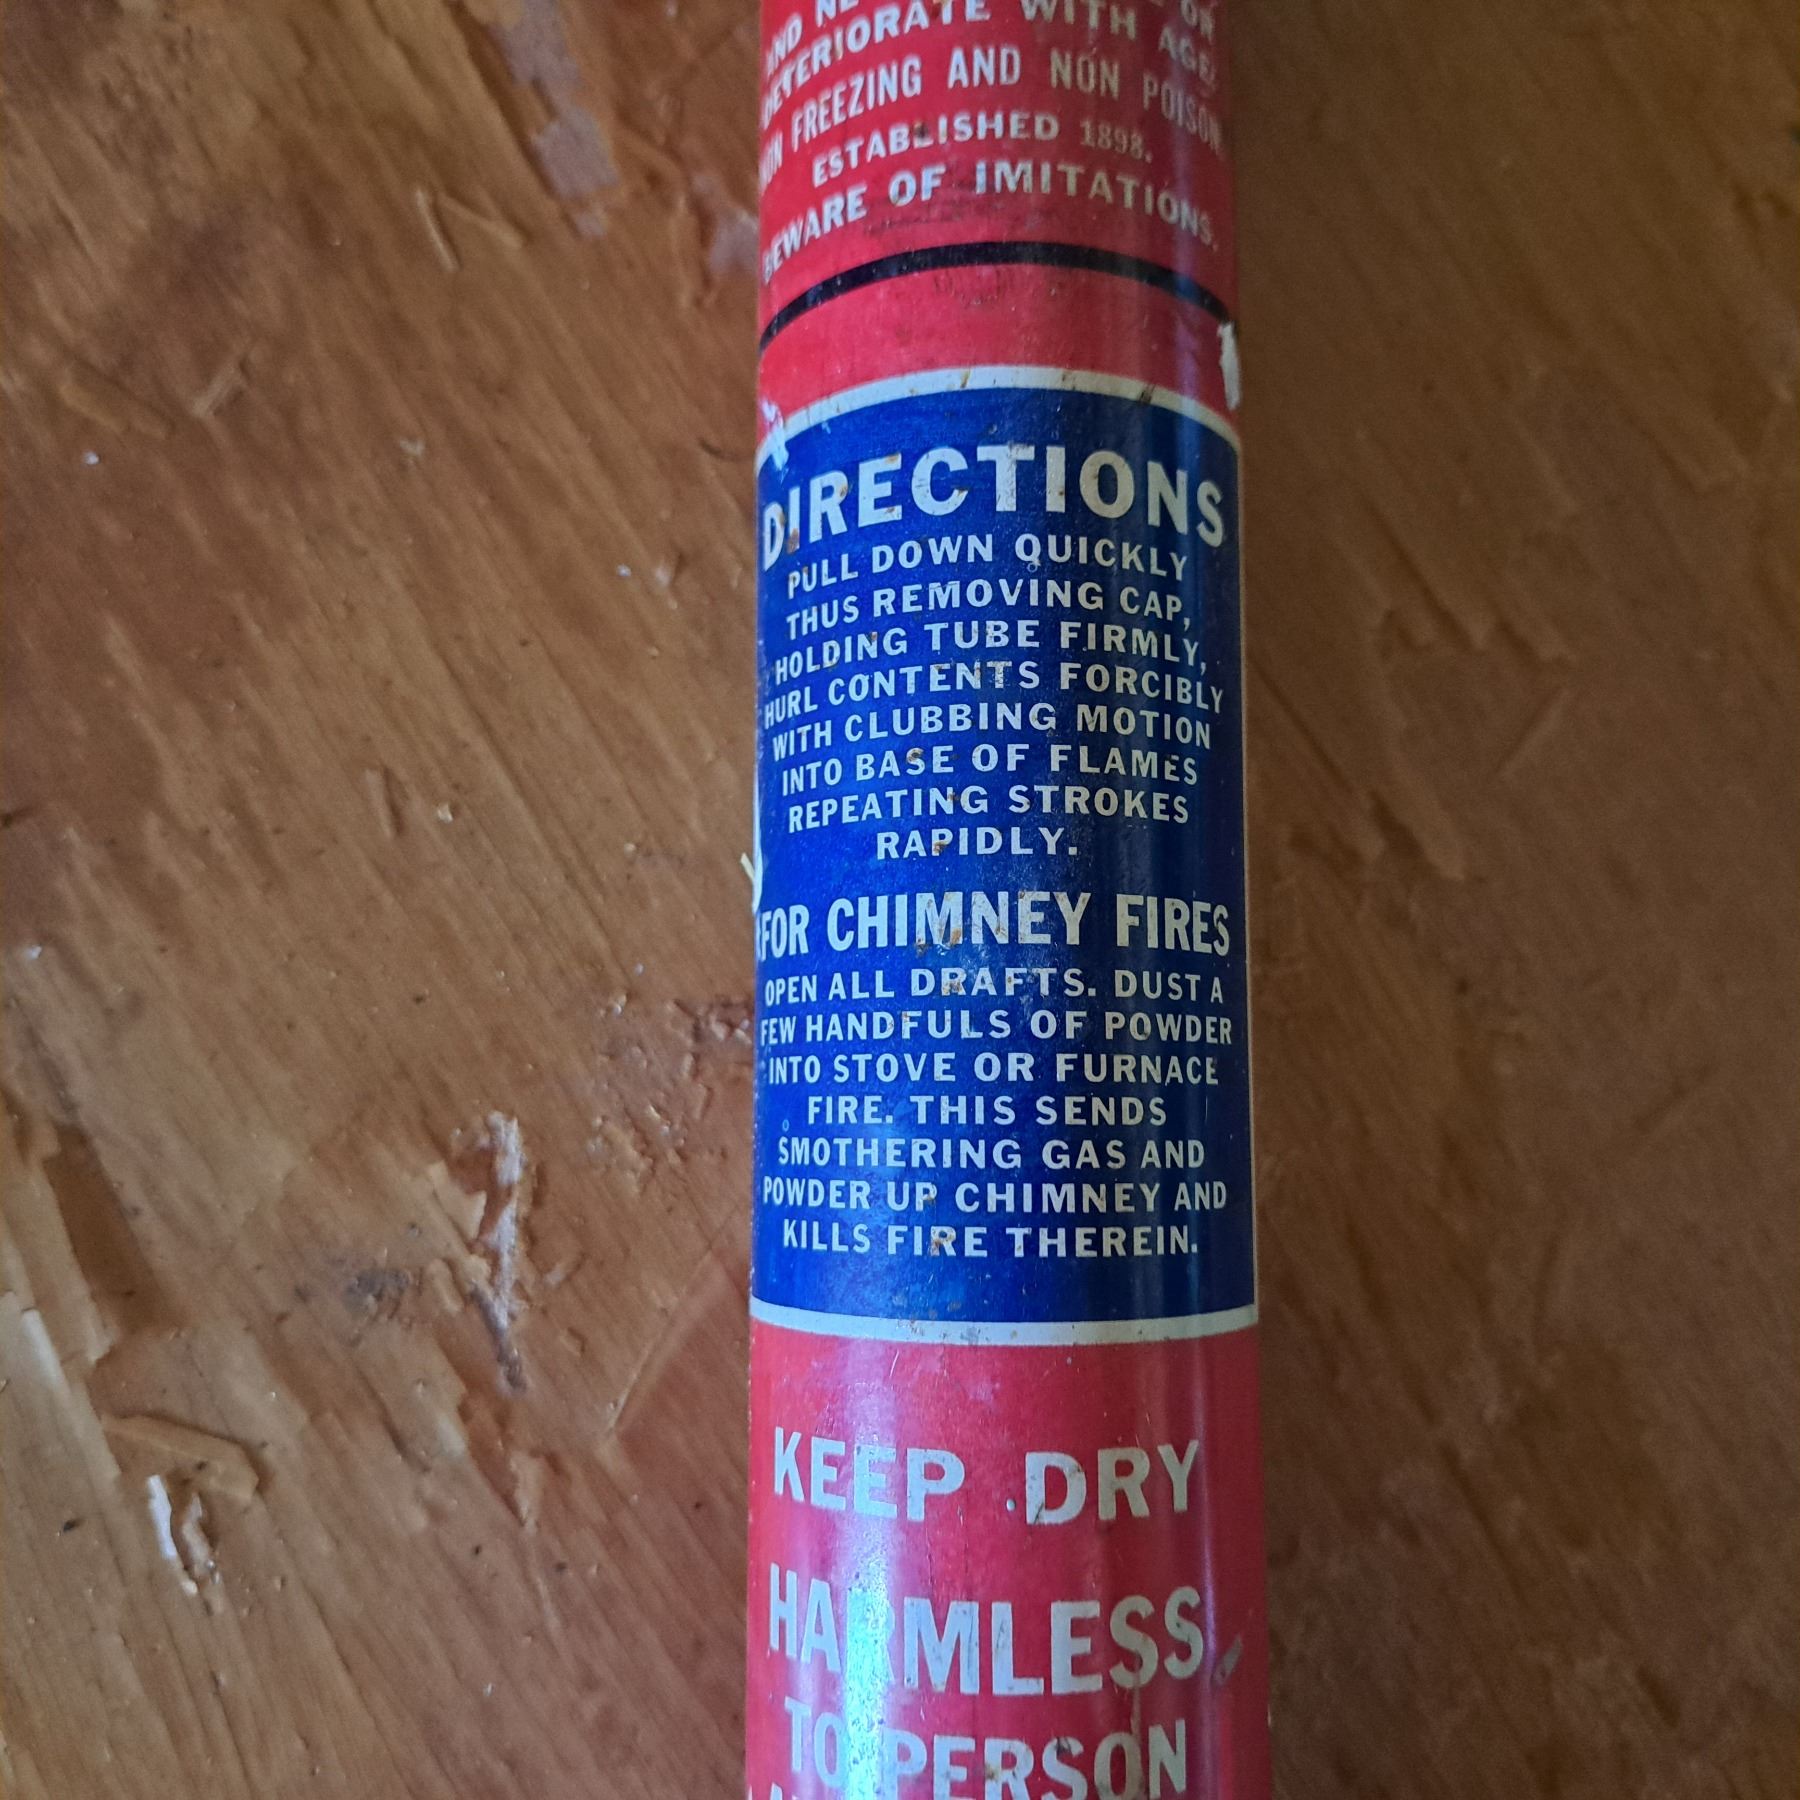 AND OR
DETERIORATE WITH AGE,
NON FREEZING AND NON POISON.
ESTABLISHED 1898.
BEWARE OF IMITATIONS.
DIRECTIONS
PULL DOWN QUICKLY
THUS REMOVING CAP,
HOLDING TUBE FIRMLY,
HURL CONTENTS FORCIBLY
WITH CLUBBING MOTION
INTO BASE OF FLAMES
REPEATING STROKES
RAPIDLY.
FOR CHIMNEY FIRES
OPEN ALL DRAFTS. DUST A
FEW HANDFULS OF POWDER
INTO STOVE OR FURNACE
FIRE. THIS SENDS
SMOTHERING GAS AND
POWDER UP CHIMNEY AND
KILLS FIRE THEREIN.
KEEP DRY
HARMLESS
TO PERSON